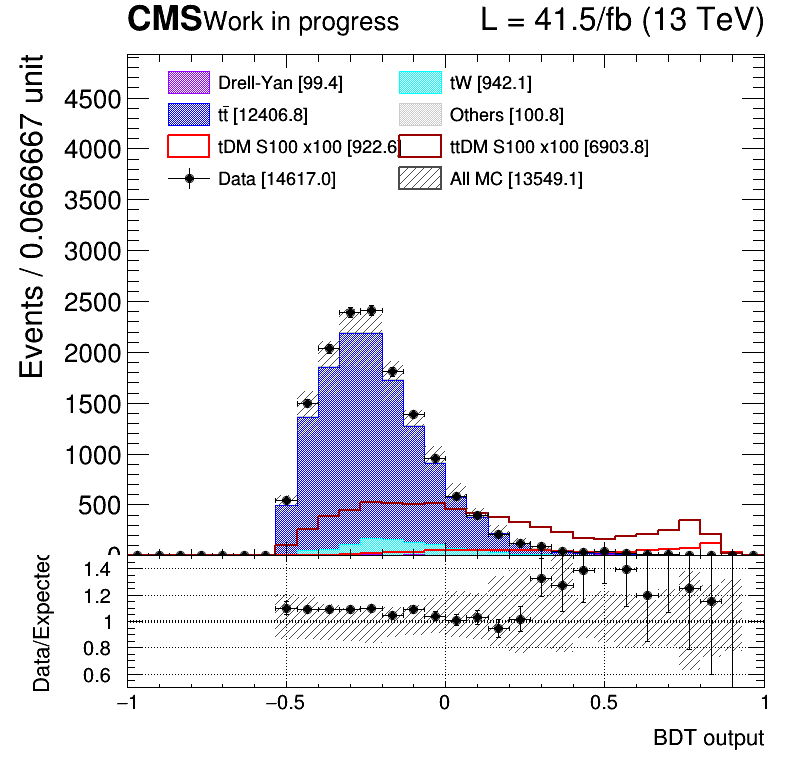 CMS Work in progress L = 41.5/fb (13 TeV)
Drell-Yan [99.4] tW [942.1]
tt̄ [12406.8] Others [100.8]
tDM S100 x100 [922.6] ttDM S100 x100 [6903.8]
Data [14617.0] All MC [13549.1]
Events / 0.0666667 unit
4500
4000
3500
3000
2500
2000
1500
1000
500
0
Data/Expected
1.4
1.2
1
0.8
0.6
−1 −0.5 0 0.5 1
BDT output